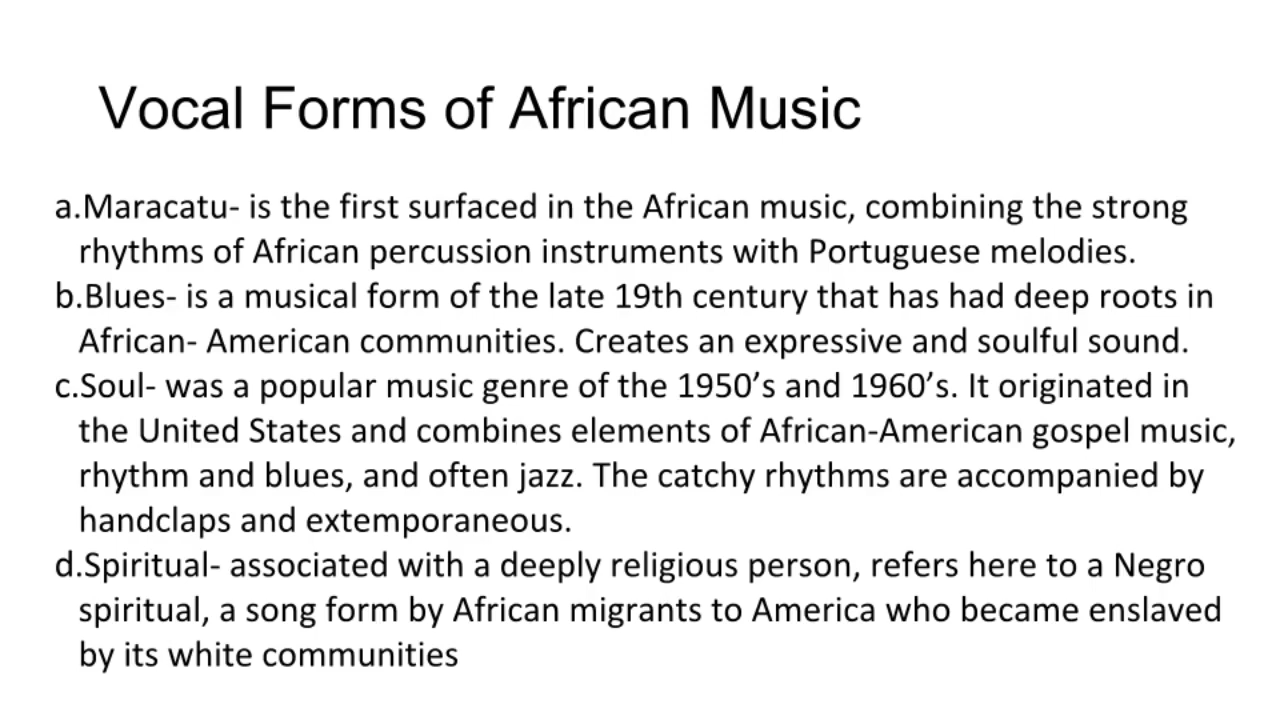 Vocal Forms of African Music
a.Maracatu- is the first surfaced in the African music, combining the strong
rhythms of African percussion instruments with Portuguese melodies.
b.Blues- is a musical form of the late 19th century that has had deep roots in
African- American communities. Creates an expressive and soulful sound.
c.Soul- was a popular music genre of the 1950’s and 1960’s. It originated in
the United States and combines elements of African-American gospel music,
rhythm and blues, and often jazz. The catchy rhythms are accompanied by
handclaps and extemporaneous.
d.Spiritual- associated with a deeply religious person, refers here to a Negro
spiritual, a song form by African migrants to America who became enslaved
by its white communities